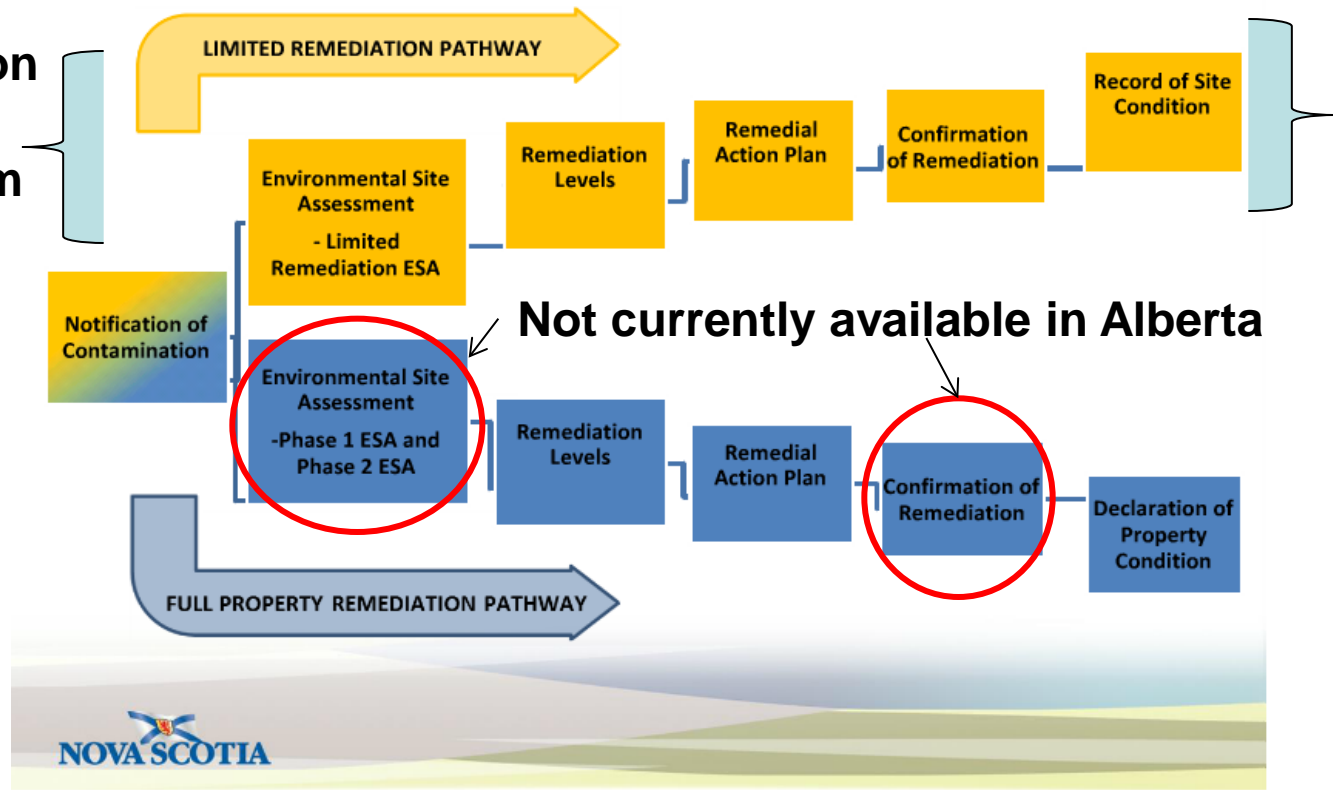 on
m
LIMITED REMEDIATION PATHWAY
Environmental Site
Assessment
- Limited
Remediation ESA
Remediation
Levels
Remedial
Action Plan
Confirmation
of Remediation
Record of Site
Condition
Notification of
Contamination
Not currently available in Alberta
Environmental Site
Assessment
-Phase 1 ESA and
Phase 2 ESA
Remediation
Levels
Remedial
Action Plan
Confirmation of
Remediation
Declaration of
Property
Condition
FULL PROPERTY REMEDIATION PATHWAY
NOVA SCOTIA